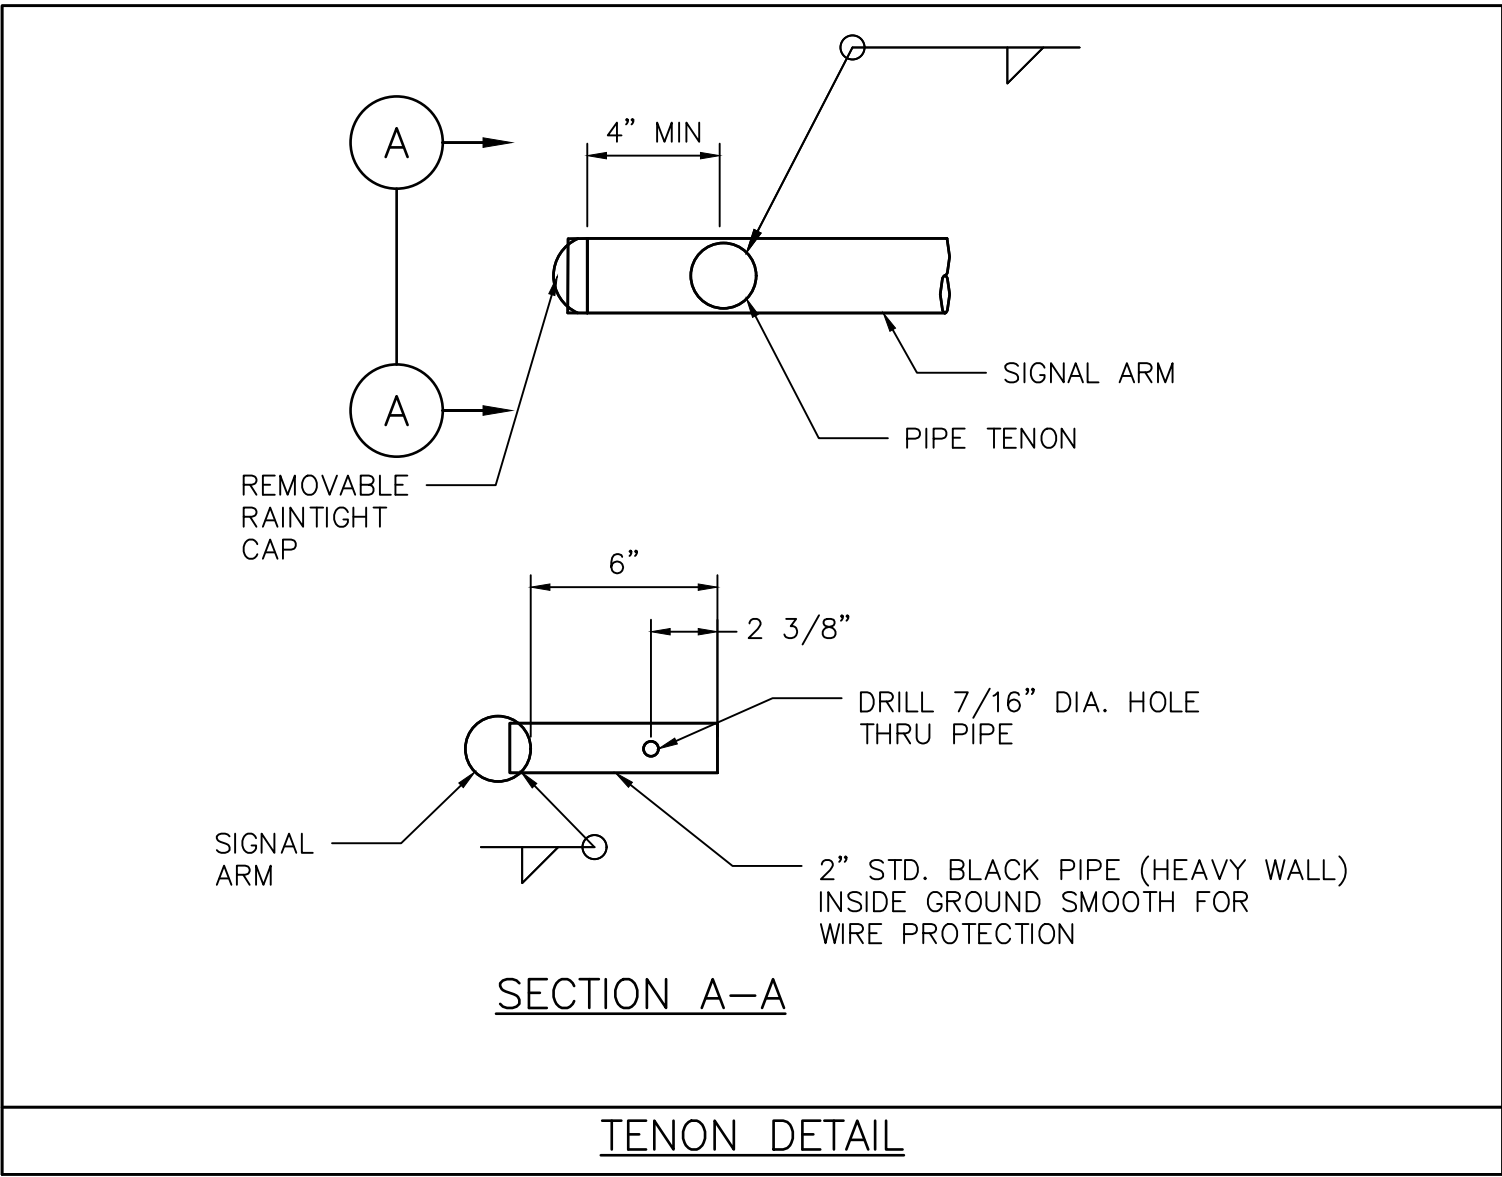 A
4” MIN
A
SIGNAL ARM
PIPE TENON
REMOVABLE
RAINTIGHT
CAP
6”
2 3/8”
DRILL 7/16” DIA. HOLE
THRU PIPE
SIGNAL
ARM
2” STD. BLACK PIPE (HEAVY WALL)
INSIDE GROUND SMOOTH FOR
WIRE PROTECTION
SECTION A–A
TENON DETAIL